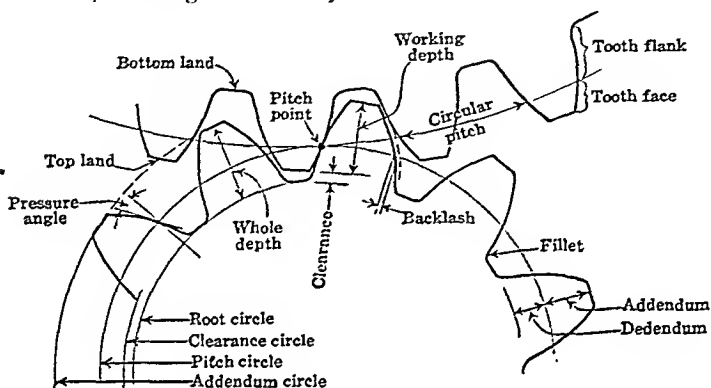 Working
depth
Tooth flank
Bottom land
Pitch
point
Tooth face
Circular
pitch
Top land
Pressure
angle
Whole
depth
Clearance
Backlash
Fillet
Addendum
Dedendum
Root circle
Clearance circle
Pitch circle
Addendum circle